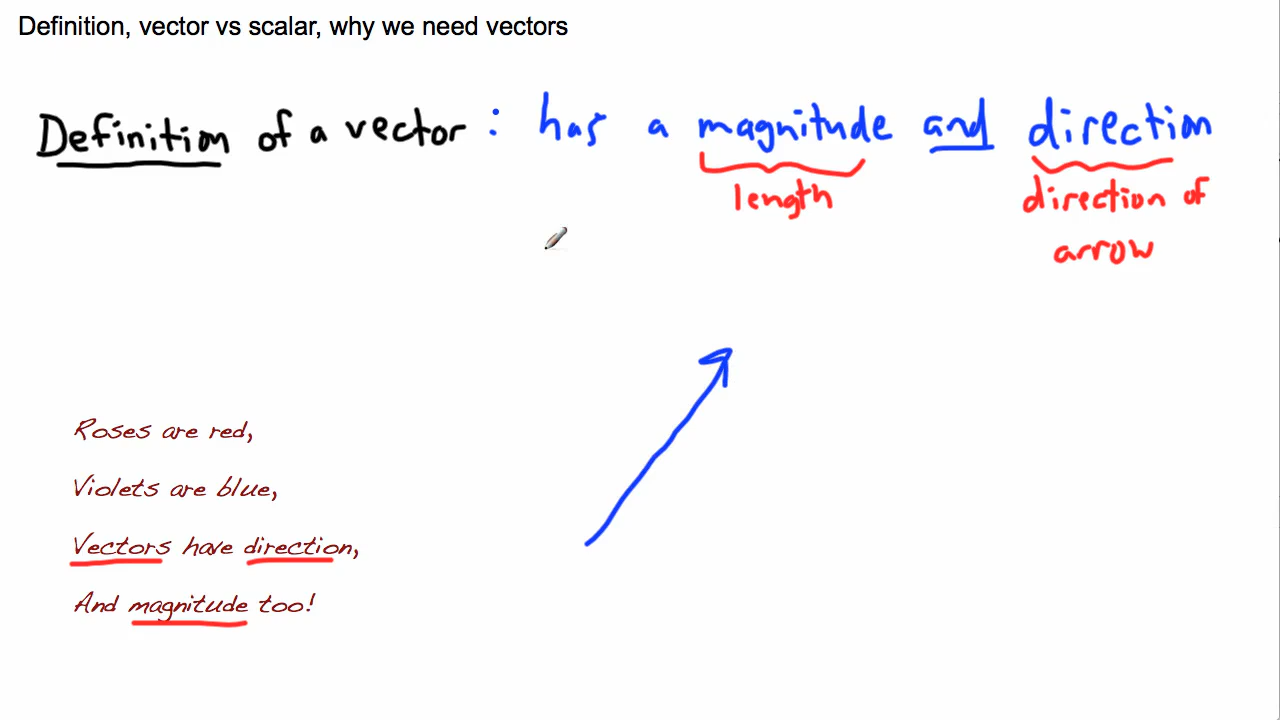 Definition, vector vs scalar, why we need vectors
Definition of a vector : has a magnitude and direction
length
direction of
arrow
Roses are red,
Violets are blue,
Vectors have direction,
And magnitude too!